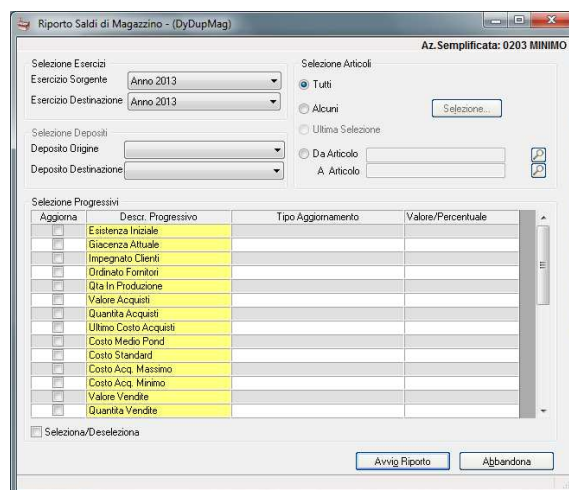 Riporto Saldi di Magazzino - (DyDupMag)
Az.Semplificata: 0203 MINIMO
Selezione Esercizi
Esercizio Sorgente Anno 2013
Esercizio Destinazione Anno 2013
Selezione Depositi
Deposito Origine
Deposito Destinazione
Selezione Articoli
Tutti
Alcuni Selezione...
Ultima Selezione
Da Articolo
A Articolo
Selezione Progressivi
Aggiorna Descr. Progressivo Tipo Aggiornamento Valore/Percentuale
Esistenza Iniziale
Giacenza Attuale
Impegnato Clienti
Ordinato Fornitori
Qta In Produzione
Valore Acquisti
Quantita Acquisti
Ultimo Costo Acquisti
Costo Medio Pond
Costo Standard
Costo Acq. Massimo
Costo Acq. Minimo
Valore Vendite
Quantita Vendite
Seleziona/Deseleziona
Avvio Riporto Abbandona